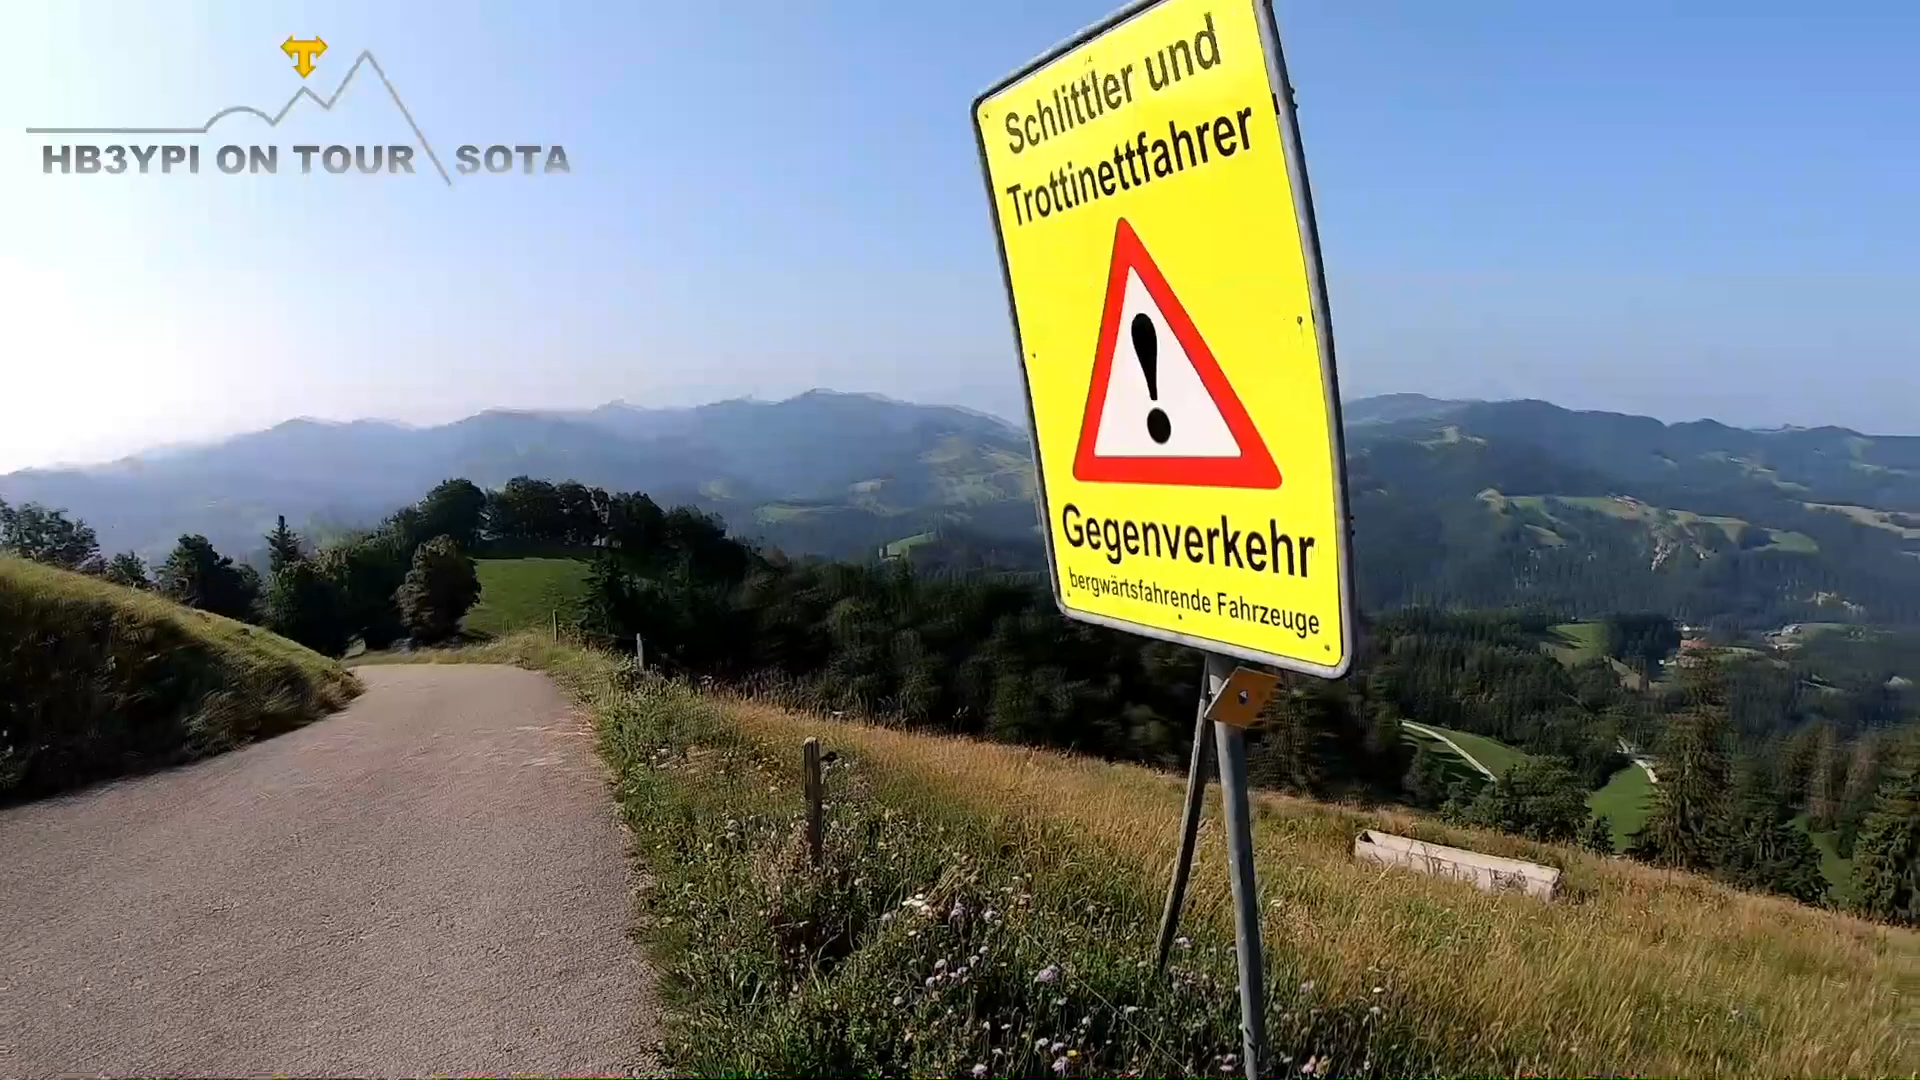 HB3YPI ON TOUR SOTA
Schlittler und
Trottinettfahrer
Gegenverkehr
bergwärtsfahrende Fahrzeuge